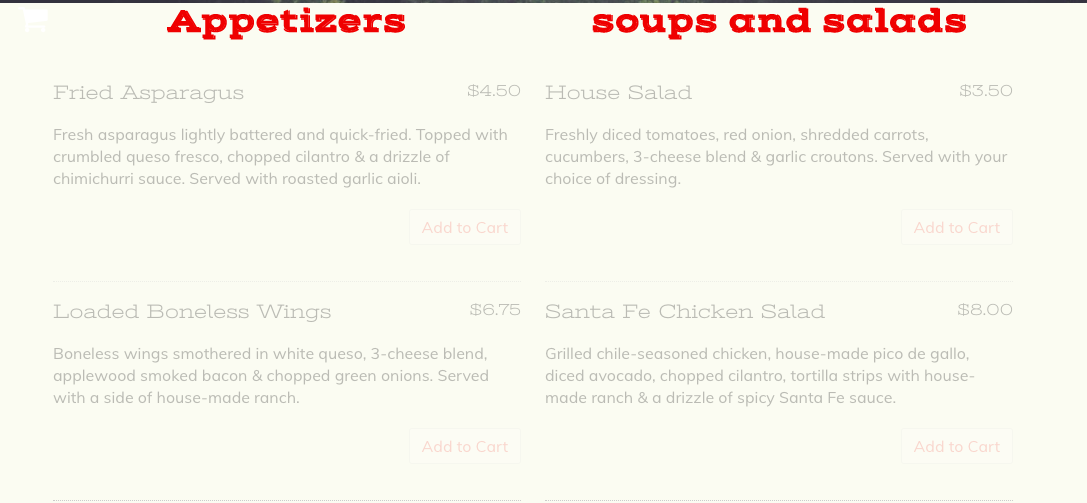 Appetizers
Fried Asparagus $4.50
Fresh asparagus lightly battered and quick-fried. Topped with
crumbled queso fresco, chopped cilantro & a drizzle of
chimichurri sauce. Served with roasted garlic aioli.
Add to Cart
Loaded Boneless Wings $6.75
Boneless wings smothered in white queso, 3-cheese blend,
applewood smoked bacon & chopped green onions. Served
with a side of house-made ranch.
Add to Cart
soups and salads
House Salad $3.50
Freshly diced tomatoes, red onion, shredded carrots,
cucumbers, 3-cheese blend & garlic croutons. Served with your
choice of dressing.
Add to Cart
Santa Fe Chicken Salad $8.00
Grilled chile-seasoned chicken, house-made pico de gallo,
diced avocado, chopped cilantro, tortilla strips with house-
made ranch & a drizzle of spicy Santa Fe sauce.
Add to Cart